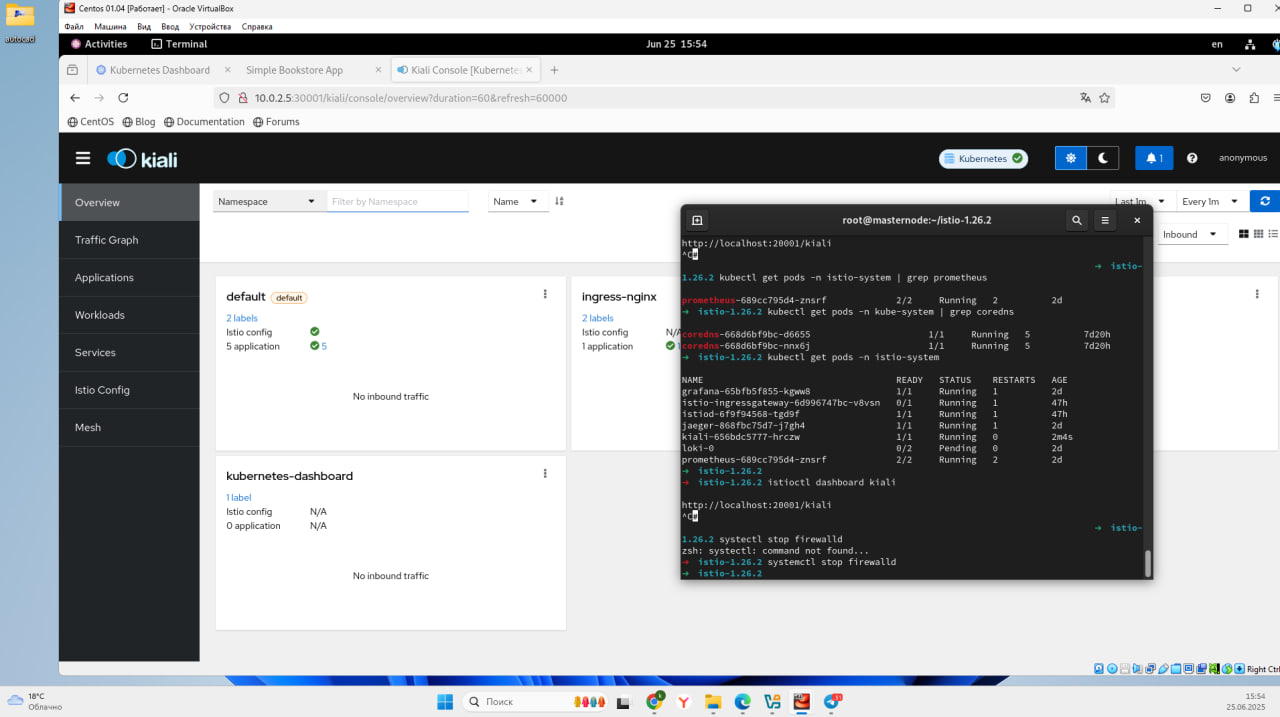 autocad
Centos 01.04 [Работает] - Oracle VirtualBox
Файл Машина Вид Ввод Устройства Справка
Activities Terminal Jun 25 15:54 en
Kubernetes Dashboard × Simple Bookstore App × Kiali Console [Kubernetes × +
10.0.2.5:30001/kiali/console/overview?duration=60&refresh=60000
CentOS Blog Documentation Forums
kiali Kubernetes 1 anonymous
Overview
Traffic Graph
Applications
Workloads
Services
Istio Config
Mesh
Namespace Filter by Namespace Name Last 1m Every 1m
Inbound
default default
2 labels
Istio config
5 application 5
No inbound traffic
ingress-nginx
2 labels
Istio config N/A
1 application 1
kubernetes-dashboard
1 label
Istio config N/A
0 application N/A
No inbound traffic
root@masternode:~/istio-1.26.2
http://localhost:20001/kiali
^C#
→ istio-
1.26.2 kubectl get pods -n istio-system | grep prometheus
prometheus-689cc795d4-znsrf 2/2 Running 2 2d
→ istio-1.26.2 kubectl get pods -n kube-system | grep coredns
coredns-668d6bf9bc-d6655 1/1 Running 5 7d20h
coredns-668d6bf9bc-nnx6j 1/1 Running 5 7d20h
→ istio-1.26.2 kubectl get pods -n istio-system
NAME READY STATUS RESTARTS AGE
grafana-65bfb5f855-kgww8 1/1 Running 1 2d
istio-ingressgateway-6d996747bc-v8vsn 0/1 Running 1 47h
istiod-6f9f94568-tgd9f 1/1 Running 1 47h
jaeger-868fbc75d7-j7gh4 1/1 Running 1 2d
kiali-656bdc5777-hrczw 1/1 Running 0 2m4s
loki-0 0/2 Pending 0 2d
prometheus-689cc795d4-znsrf 2/2 Running 2 2d
→ istio-1.26.2
→ istio-1.26.2 istioctl dashboard kiali
http://localhost:20001/kiali
^C#
→ istio-
1.26.2 systectl stop firewalld
zsh: systectl: command not found...
→ istio-1.26.2 systemctl stop firewalld
→ istio-1.26.2
Right Ctrl
18°C
Облачно
Поиск
15:54
25.06.2025